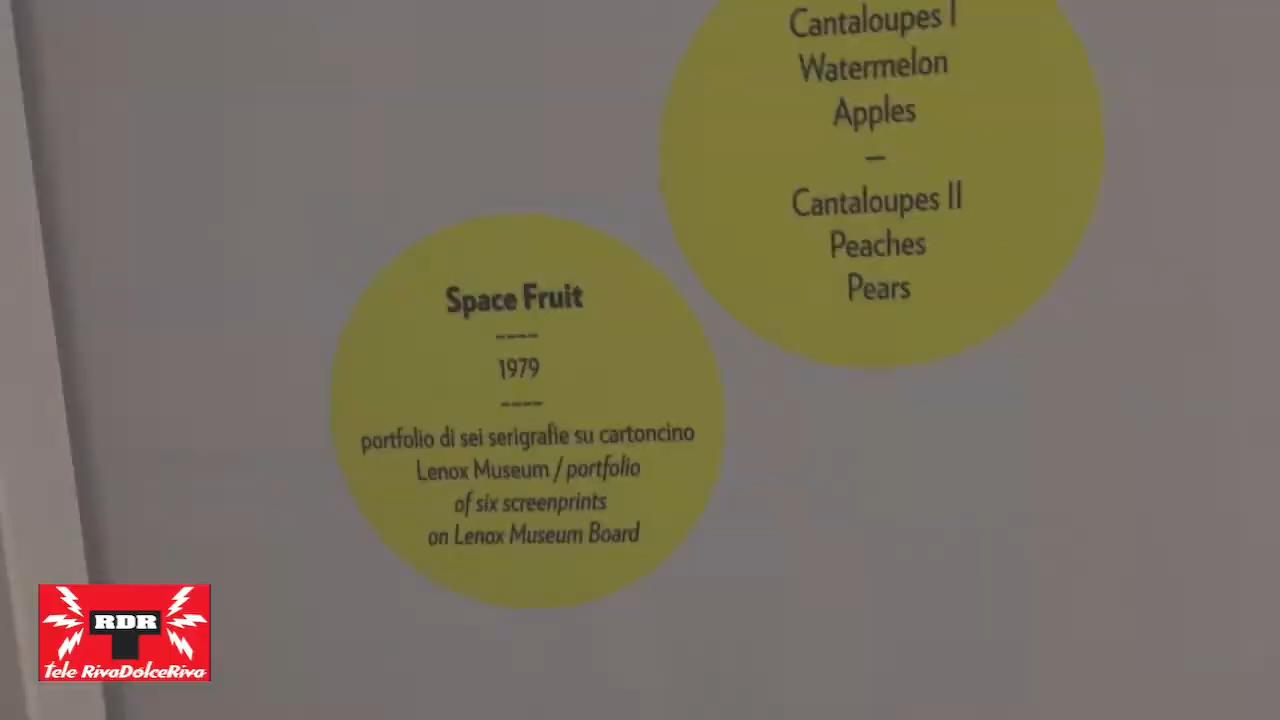 Cantaloupes I
Watermelon
Apples
—
Cantaloupes II
Peaches
Pears
Space Fruit
----
1979
----
portfolio di sei serigrafie su cartoncino
Lenox Museum / portfolio
of six screenprints
on Lenox Museum Board
RDR
Tele RivaDolceRiva